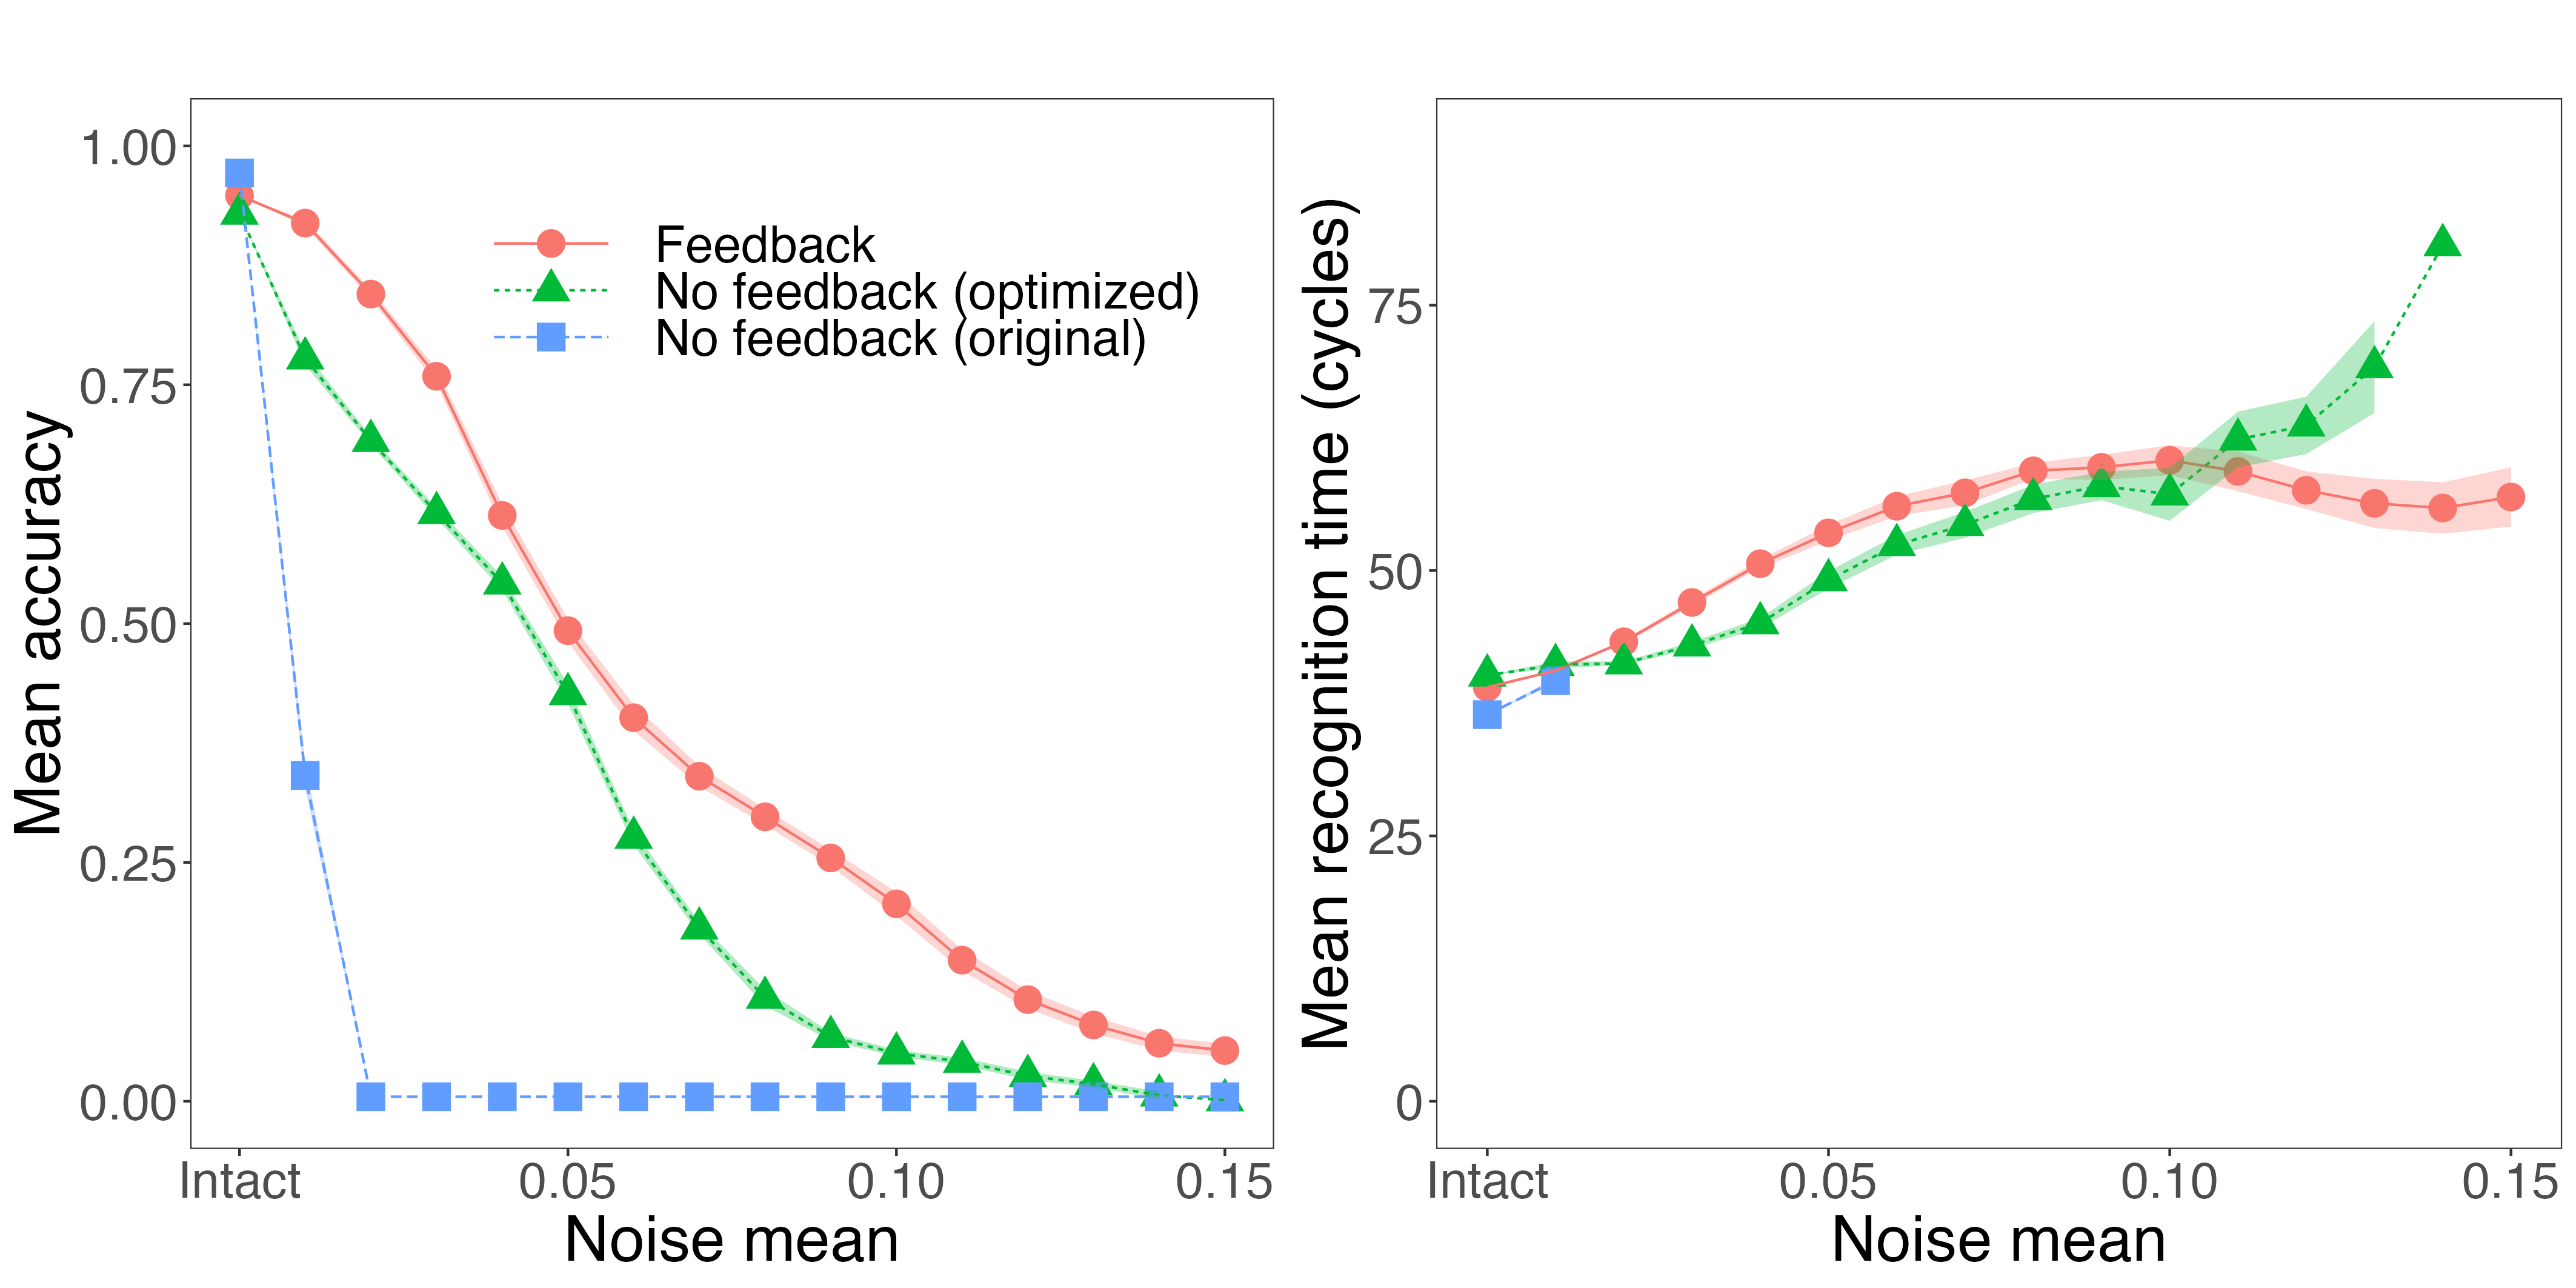 Mean accuracy
1.00
0.75
0.50
0.25
0.00
Feedback
No feedback (optimized)
No feedback (original)
Intact
0.05
0.10
0.15
Noise mean
Mean recognition time (cycles)
75
50
25
0
Intact
0.05
0.10
0.15
Noise mean